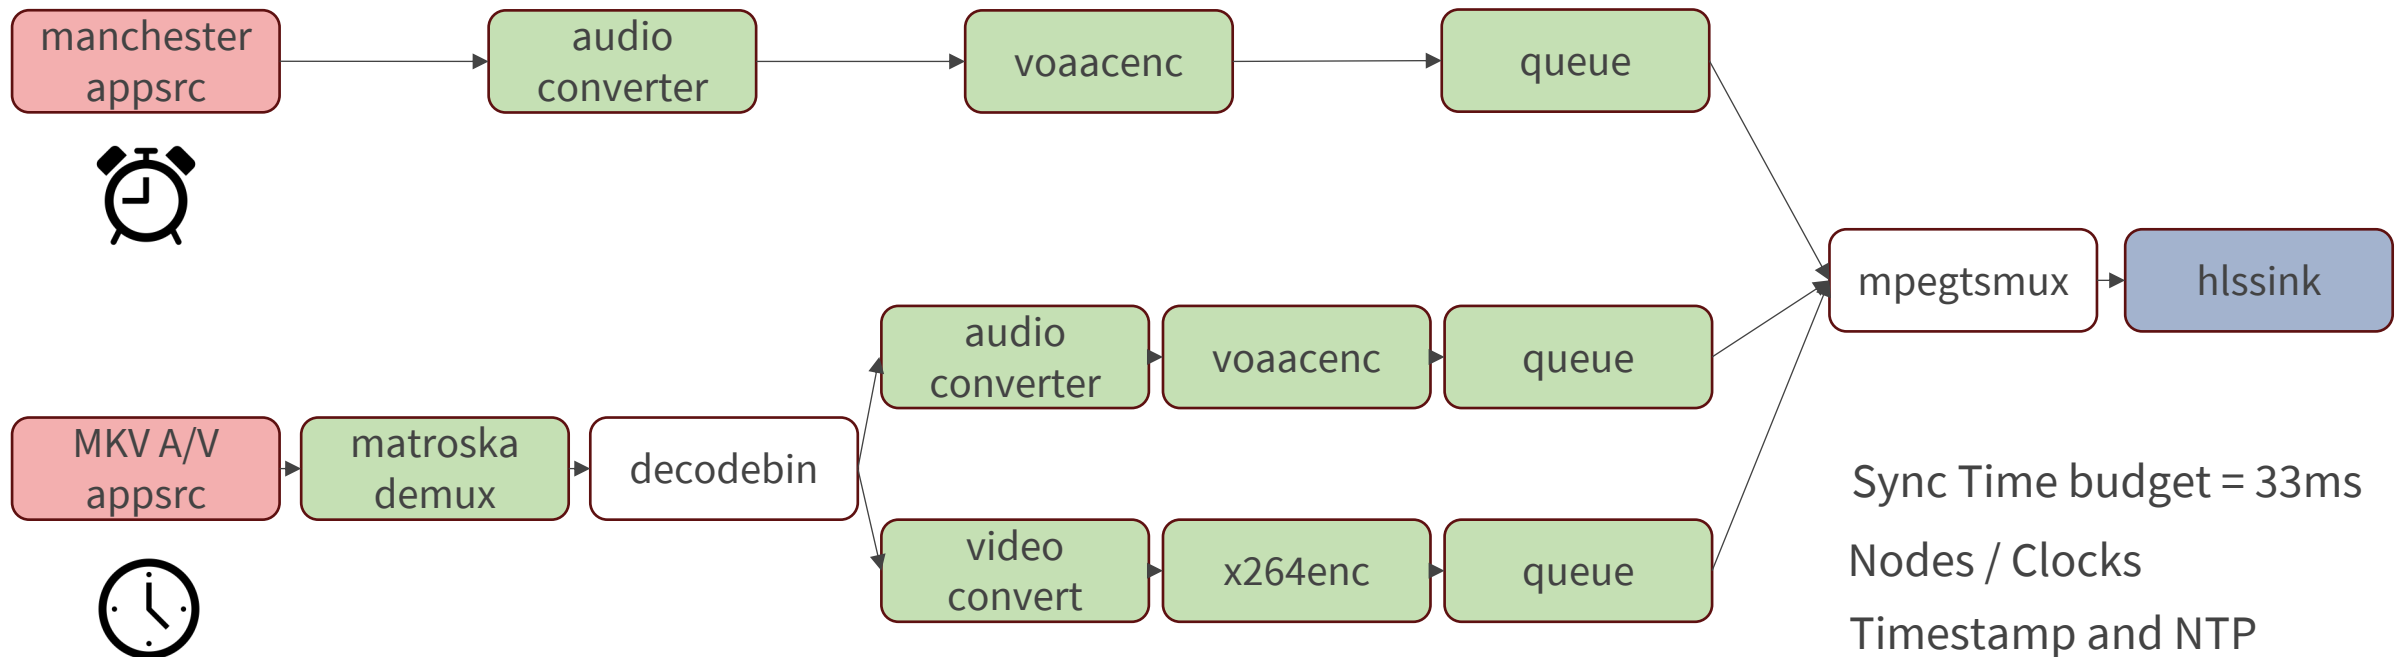 manchester
appsrc
audio
converter
voaacenc
queue
mpegtsmux
hlssink
audio
converter
voaacenc
queue
MKV A/V
appsrc
matroska
demux
decodebin
video
convert
x264enc
queue
Sync Time budget = 33ms
Nodes / Clocks
Timestamp and NTP